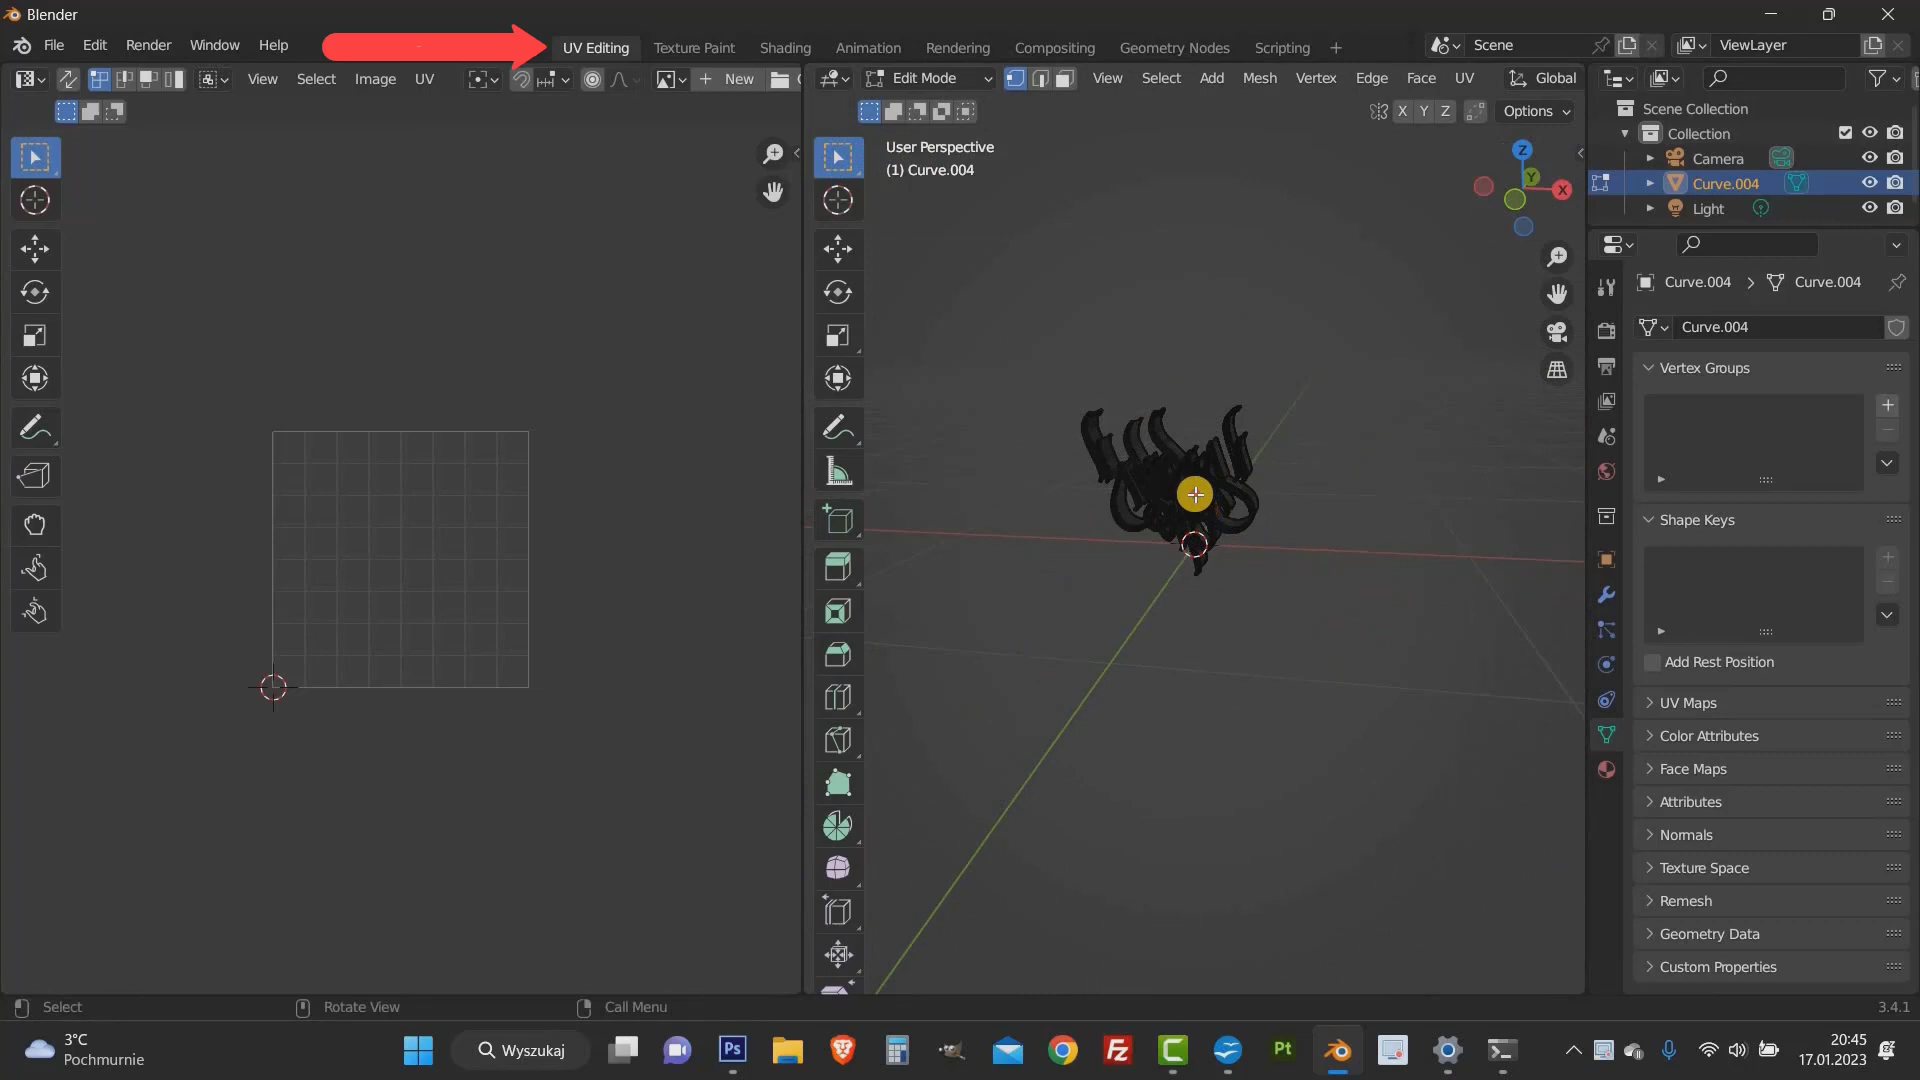 Blender
File Edit Render Window Help
UV Editing Texture Paint Shading Animation Rendering Compositing Geometry Nodes Scripting
Scene
ViewLayer
View Select Image UV
New
Edit Mode
View Select Add Mesh Vertex Edge Face UV
Global
X Y Z
Options
User Perspective
(1) Curve.004
Z
Y
X
Scene Collection
Collection
Camera
Curve.004
Light
Curve.004 Curve.004
Curve.004
Vertex Groups
Shape Keys
Add Rest Position
UV Maps
Color Attributes
Face Maps
Attributes
Normals
Texture Space
Remesh
Geometry Data
Custom Properties
Select
Rotate View
Call Menu
3.4.1
3°C
Pochmurnie
Wyszukaj
Ps
Fz
C
Pt
20:45
17.01.2023